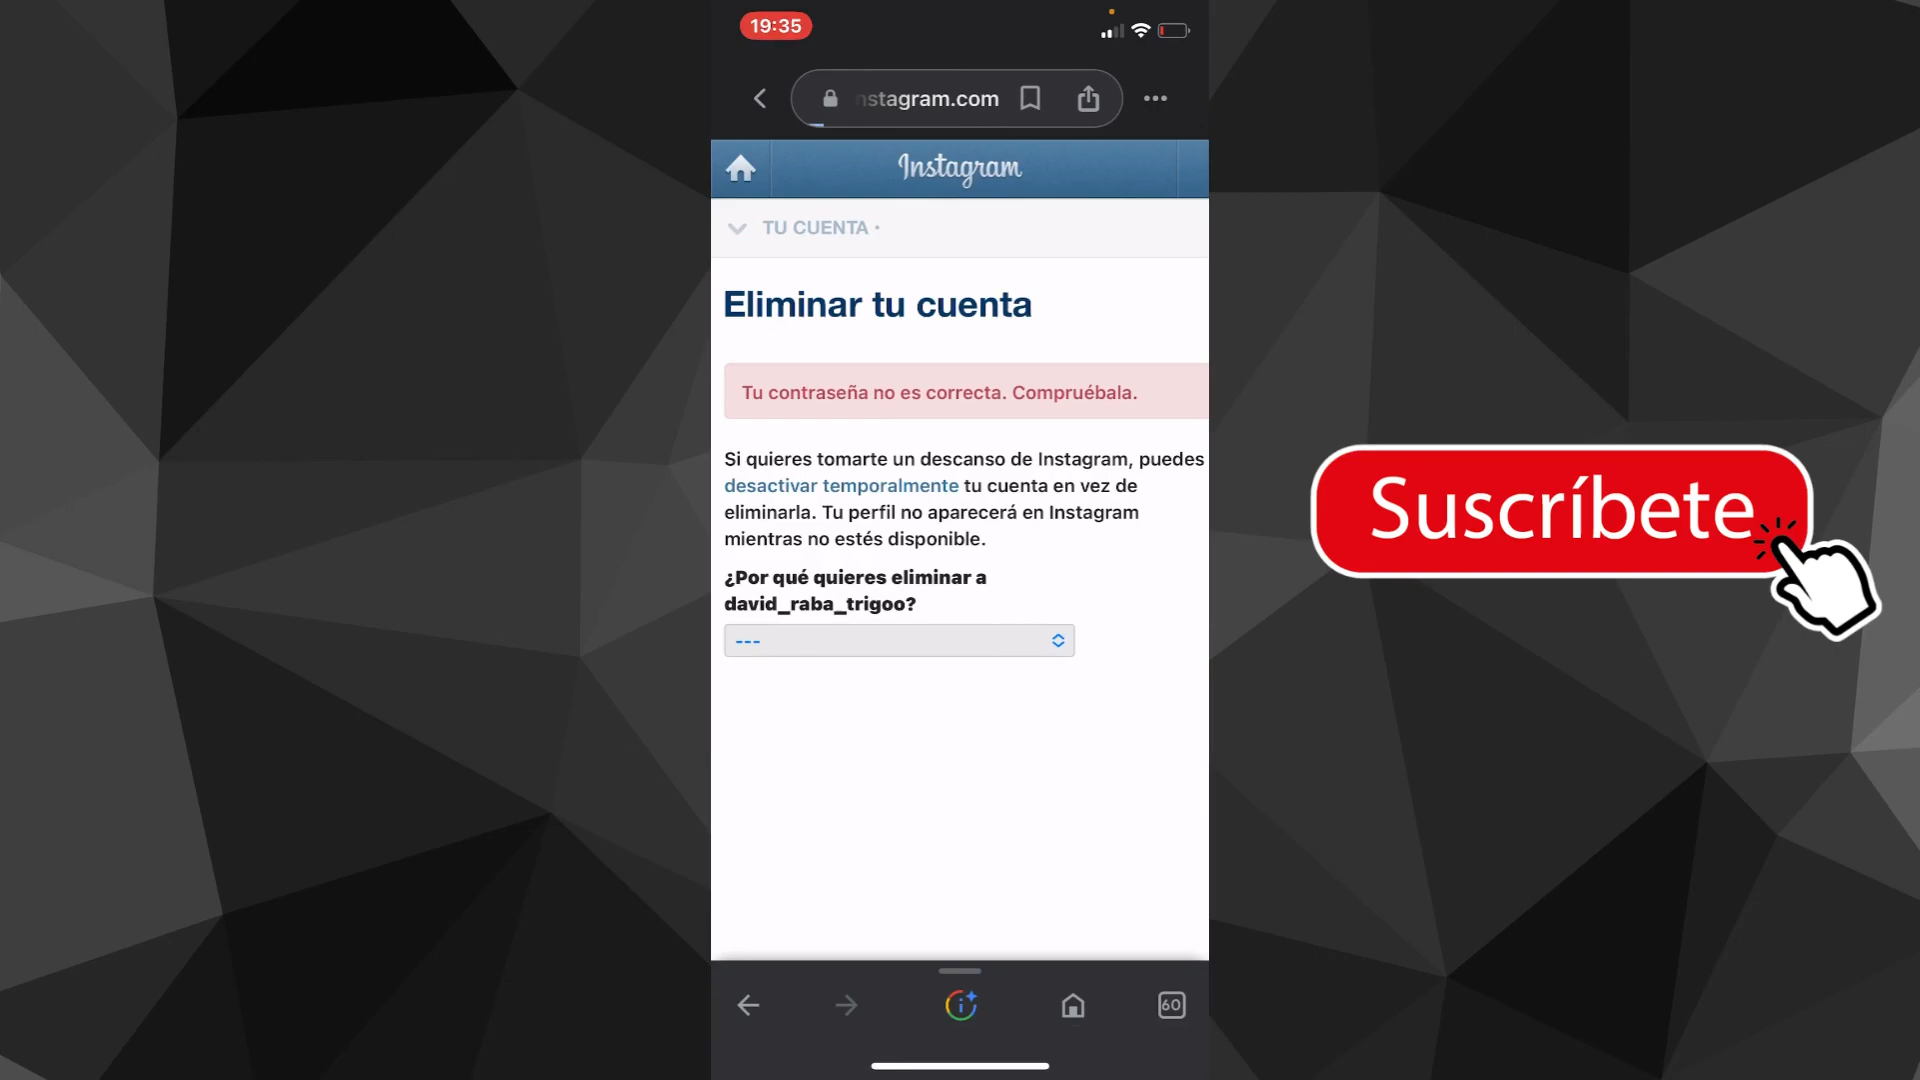 19:35
nstagram.com
Instagram
TU CUENTA •
Eliminar tu cuenta
Tu contraseña no es correcta. Compruébala.
Si quieres tomarte un descanso de Instagram, puedes
desactivar temporalmente tu cuenta en vez de
eliminarla. Tu perfil no aparecerá en Instagram
mientras no estés disponible.
¿Por qué quieres eliminar a
david_raba_trigoo?
---
Suscríbete
60